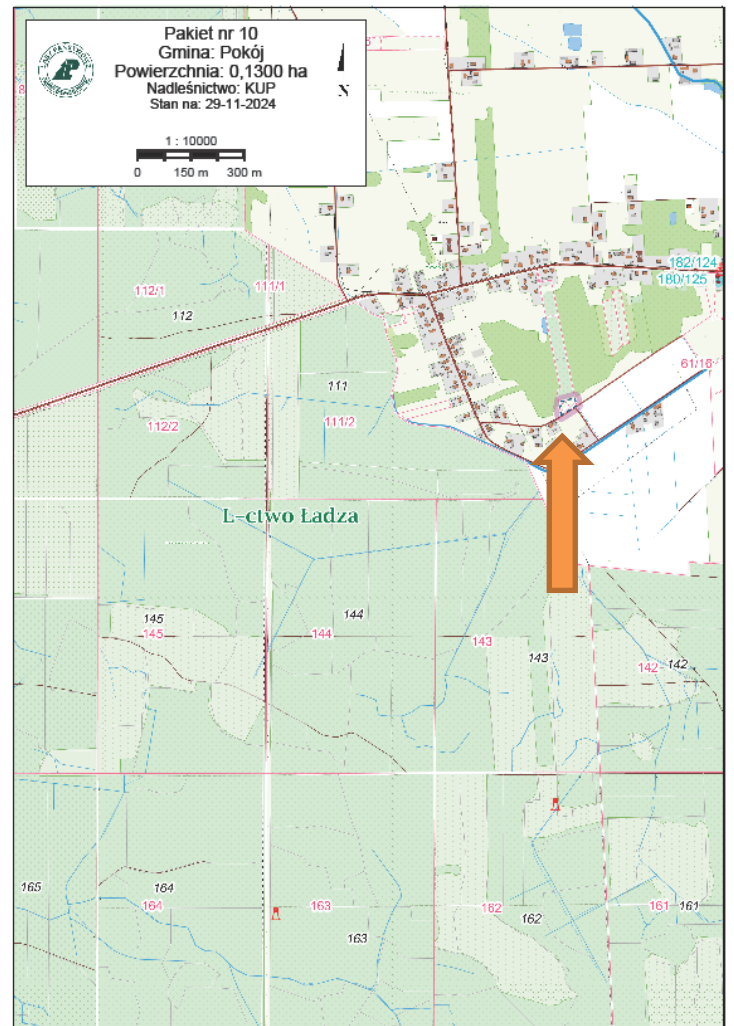 Pakiet nr 10
Gmina: Pokój
Powierzchnia: 0,1300 ha
Nadleśnictwo: KUP
Stan na: 29-11-2024
N
1 : 10000
0 150 m 300 m
182/124
180/125
112/1
111/1
112
61/16
111
112/2
111/2
L-ctwo Ładza
145
145
144
144
143
143
142
142
165
164
164
163
163
162
162
161
161